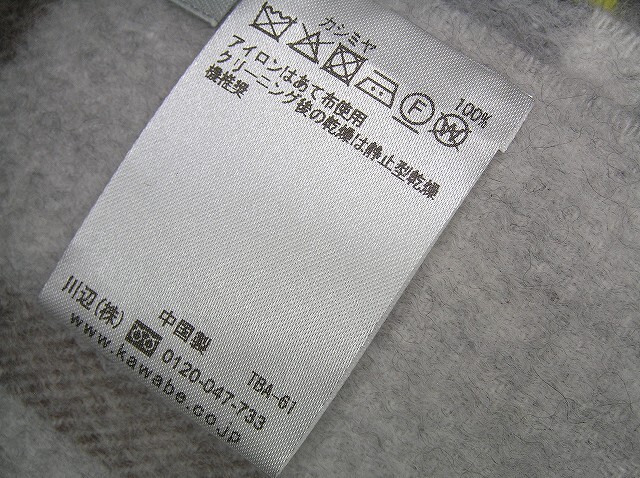 カシミヤ 100%
F W
アイロンはあて布使用
クリーニング後の乾燥は静止型乾燥
機推奨
中国製 TBA-61
川辺(株) 0120-047-733
www.kawabe.co.jp